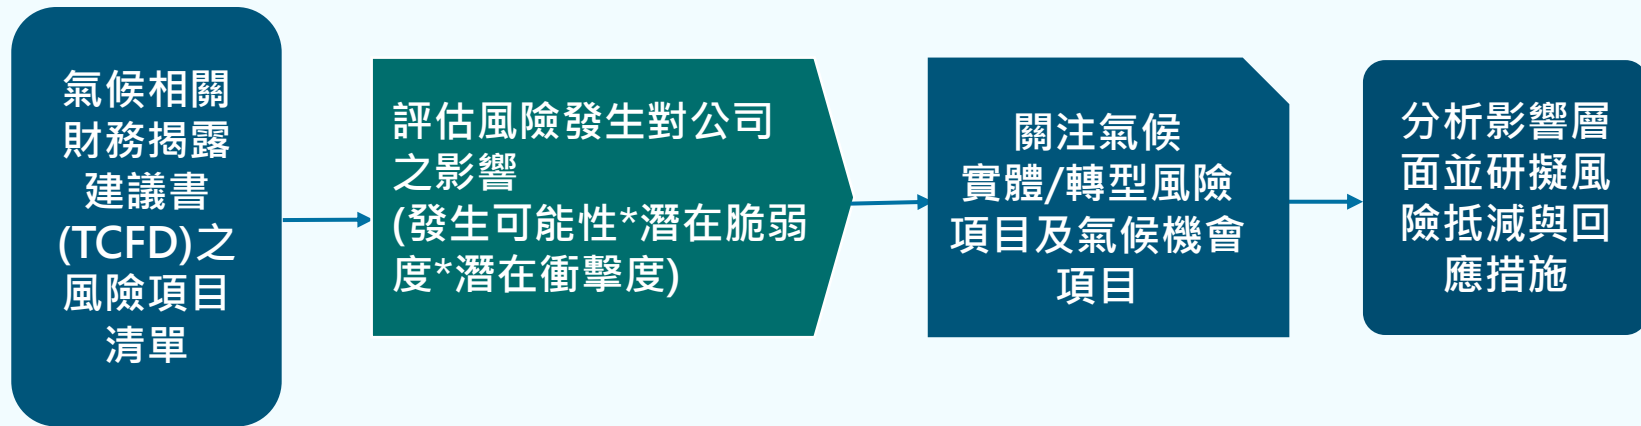 氣候相關
財務揭露
建議書
(TCFD)之
風險項目
清單
評估風險發生對公司
之影響
(發生可能性*潛在脆弱
度*潛在衝擊度)
關注氣候
實體/轉型風險
項目及氣候機會
項目
分析影響層
面並研擬風
險抵減與回
應措施